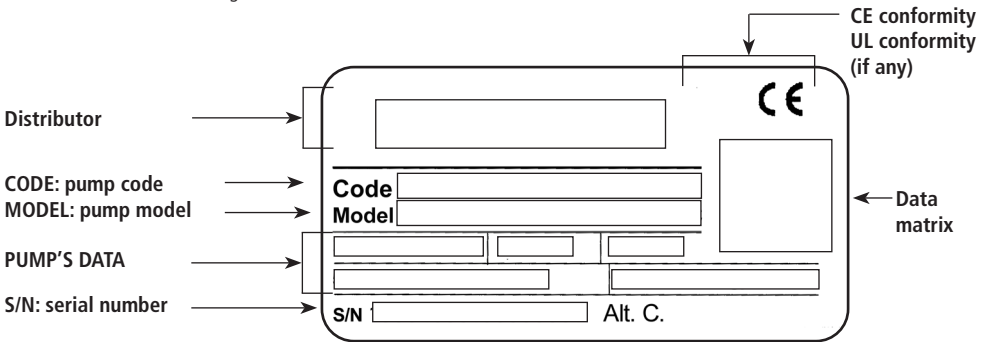 CE conformity
UL conformity
(if any)
CE
Distributor
CODE: pump code
MODEL: pump model
Code
Model
Data
matrix
PUMP'S DATA
S/N: serial number
S/N
Alt. C.